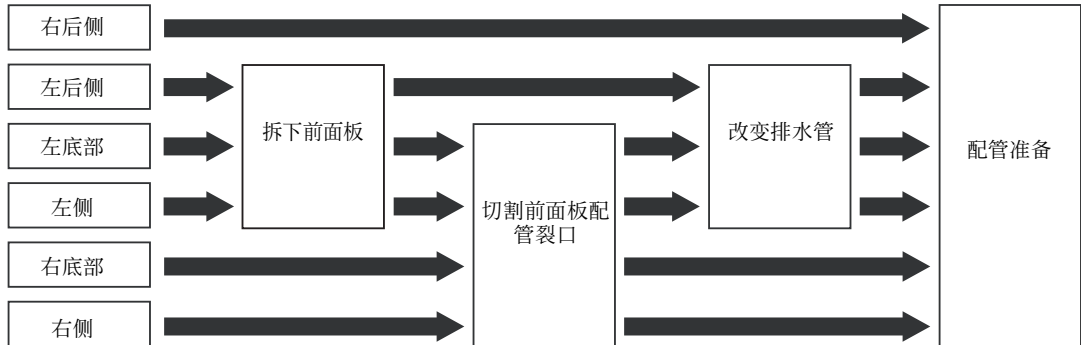 右后侧
左后侧
左底部
左侧
右底部
右侧
拆下前面板
切割前面板配
管裂口
改变排水管
配管准备